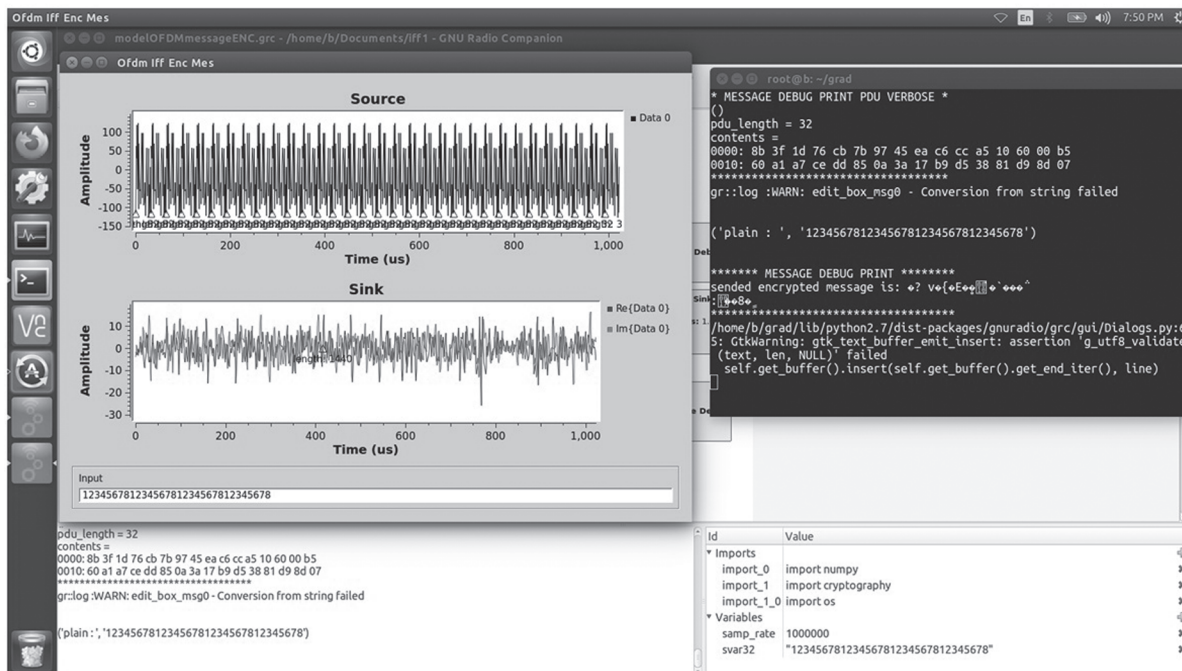 Ofdm Iff Enc Mes
En
7:50 PM
modelOFDMmessageENC.grc - /home/b/Documents/iff1 - GNU Radio Companion
Ofdm Iff Enc Mes
Source
Data 0
Amplitude
100
50
0
-50
-100
-150
0
200
400
600
800
1,000
Time (us)
Sink
Re{Data 0}
Im{Data 0}
Amplitude
10
0
-10
-20
-30
length: 1440
0
200
400
600
800
1,000
Time (us)
Input
12345678123456781234567812345678
root@b: ~/grad
* MESSAGE DEBUG PRINT PDU VERBOSE *
()
pdu_length = 32
contents =
0000: 8b 3f 1d 76 cb 7b 97 45 ea c6 cc a5 10 60 00 b5
0010: 60 a1 a7 ce dd 85 0a 3a 17 b9 d5 38 81 d9 8d 07
***********************************
gr::log :WARN: edit_box_msg0 - Conversion from string failed
('plain : ', '12345678123456781234567812345678')
******* MESSAGE DEBUG PRINT ********
sended encrypted message is:
************************************
/home/b/grad/lib/python2.7/dist-packages/gnuradio/grc/gui/Dialogs.py:6
5: GtkWarning: gtk_text_buffer_emit_insert: assertion 'g_utf8_validate
(text, len, NULL)' failed
self.get_buffer().insert(self.get_buffer().get_end_iter(), line)
pdu_length = 32
contents =
0000: 8b 3f 1d 76 cb 7b 97 45 ea c6 cc a5 10 60 00 b5
0010: 60 a1 a7 ce dd 85 0a 3a 17 b9 d5 38 81 d9 8d 07
***********************************
gr::log :WARN: edit_box_msg0 - Conversion from string failed
('plain : ', '12345678123456781234567812345678')
Id Value
Imports
import_0 import numpy
import_1 import cryptography
import_1_0 import os
Variables
samp_rate 1000000
svar32 "12345678123456781234567812345678"